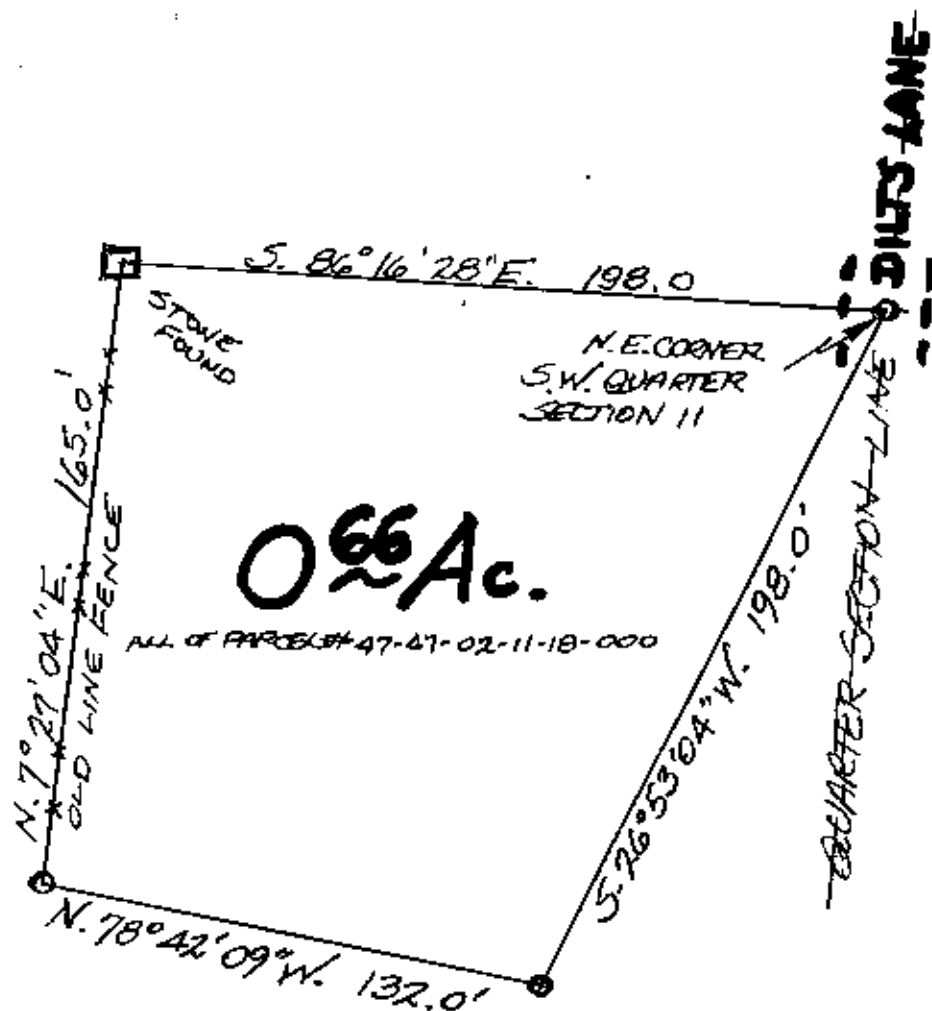 DILTS LANE
S. 86°16'28"E. 198.0
STONE
FOUND
N.E. CORNER
S.W. QUARTER
SECTION 11
N. 7°27'04"E. 165.0'
OLD LINE FENCE
0 66 Ac.
ALL OF PARCEL# 47-47-02-11-18-000
S. 26°53'04"W. 198.0'
QUARTER SECTION LINE
N. 78°42'09"W. 132.0'